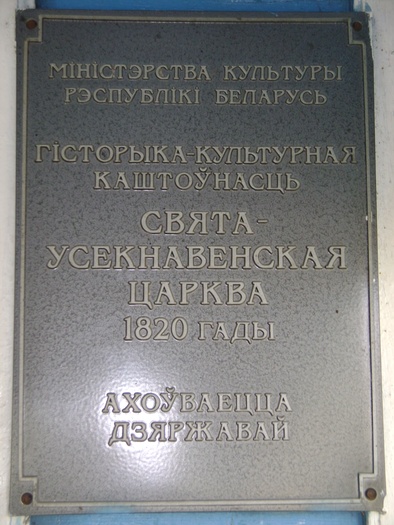 МІНІСТЭРСТВА КУЛЬТУРЫ
РЭСПУБЛІКІ БЕЛАРУСЬ
ГІСТОРЫКА-КУЛЬТУРНАЯ
КАШТОЎНАСЦЬ
СВЯТА-
УСЕКНАВЕНСКАЯ
ЦАРКВА
1820 ГАДЫ
АХОЎВАЕЦЦА
ДЗЯРЖАВАЙ